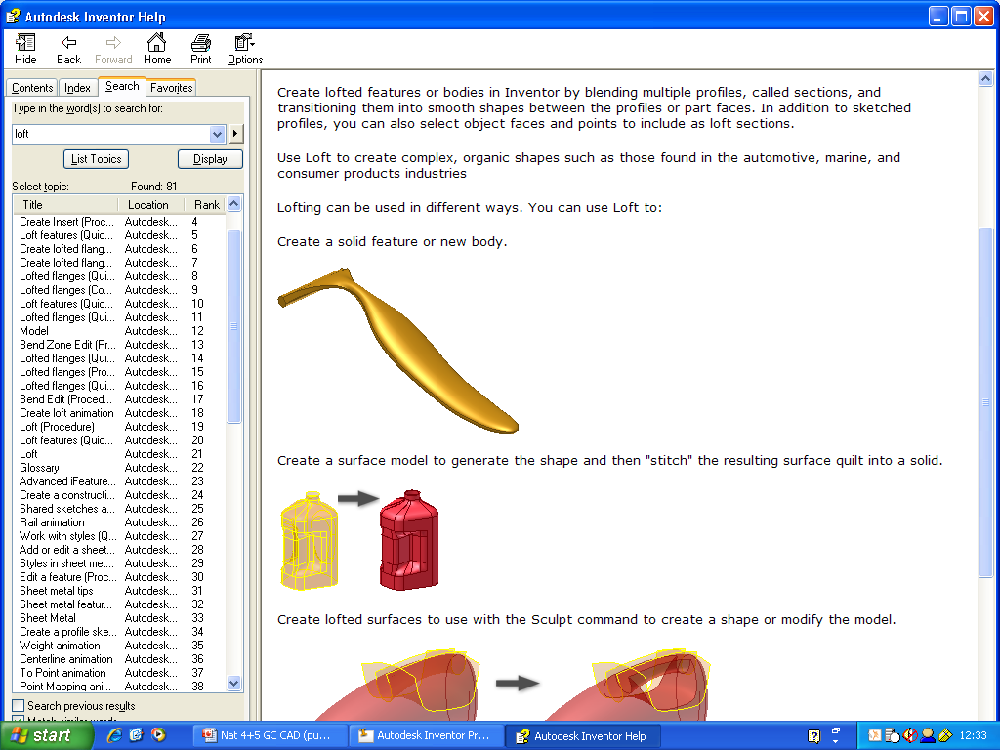 Autodesk Inventor Help
Hide Back Forward Home Print Options
Contents Index Search Favorites
Type in the word(s) to search for:
loft
List Topics Display
Select topic: Found: 81
Title Location Rank
Create Insert (Proc... Autodesk... 4
Loft features (Quic... Autodesk... 5
Create lofted flang... Autodesk... 6
Create lofted flang... Autodesk... 7
Lofted flanges (Qui... Autodesk... 8
Lofted flanges (Co... Autodesk... 9
Loft features (Quic... Autodesk... 10
Lofted flanges (Qui... Autodesk... 11
Model Autodesk... 12
Bend Zone Edit (Pr... Autodesk... 13
Lofted flanges (Qui... Autodesk... 14
Lofted flanges (Pro... Autodesk... 15
Lofted flanges (Qui... Autodesk... 16
Bend Edit (Proced... Autodesk... 17
Create loft animation Autodesk... 18
Loft (Procedure) Autodesk... 19
Loft features (Quic... Autodesk... 20
Loft Autodesk... 21
Glossary Autodesk... 22
Advanced iFeature... Autodesk... 23
Create a constructi... Autodesk... 24
Shared sketches a... Autodesk... 25
Rail animation Autodesk... 26
Work with styles (Q... Autodesk... 27
Add or edit a sheet... Autodesk... 28
Styles in sheet met... Autodesk... 29
Edit a feature (Proc... Autodesk... 30
Sheet metal tips Autodesk... 31
Sheet metal featur... Autodesk... 32
Sheet Metal Autodesk... 33
Create a profile ske... Autodesk... 34
Weight animation Autodesk... 35
Centerline animation Autodesk... 36
To Point animation Autodesk... 37
Point Mapping ani... Autodesk... 38
Search previous results
Match similar words
Create lofted features or bodies in Inventor by blending multiple profiles, called sections, and
transitioning them into smooth shapes between the profiles or part faces. In addition to sketched
profiles, you can also select object faces and points to include as loft sections.
Use Loft to create complex, organic shapes such as those found in the automotive, marine, and
consumer products industries
Lofting can be used in different ways. You can use Loft to:
Create a solid feature or new body.
Create a surface model to generate the shape and then "stitch" the resulting surface quilt into a solid.
Create lofted surfaces to use with the Sculpt command to create a shape or modify the model.
start Nat 4+5 GC CAD (pu... Autodesk Inventor Pr... Autodesk Inventor Help 12:33